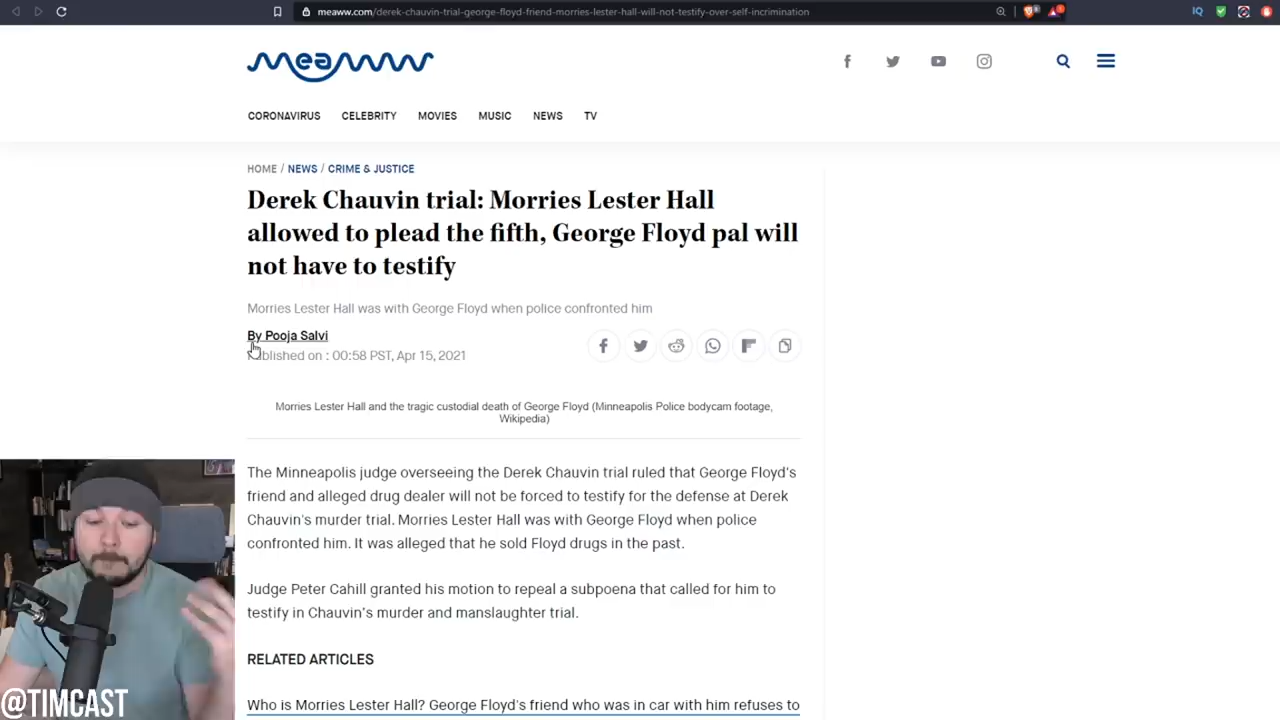 meaww.com/derek-chauvin-trial-george-floyd-friend-morries-lester-hall-will-not-testify-over-self-incrimination
IQ
meaww
CORONAVIRUS CELEBRITY MOVIES MUSIC NEWS TV
HOME / NEWS / CRIME & JUSTICE
Derek Chauvin trial: Morries Lester Hall
allowed to plead the fifth, George Floyd pal will
not have to testify
Morries Lester Hall was with George Floyd when police confronted him
By Pooja Salvi
Published on : 00:58 PST, Apr 15, 2021
Morries Lester Hall and the tragic custodial death of George Floyd (Minneapolis Police bodycam footage,
Wikipedia)
The Minneapolis judge overseeing the Derek Chauvin trial ruled that George Floyd's
friend and alleged drug dealer will not be forced to testify for the defense at Derek
Chauvin's murder trial. Morries Lester Hall was with George Floyd when police
confronted him. It was alleged that he sold Floyd drugs in the past.
Judge Peter Cahill granted his motion to repeal a subpoena that called for him to
testify in Chauvin's murder and manslaughter trial.
RELATED ARTICLES
Who is Morries Lester Hall? George Floyd's friend who was in car with him refuses to
@TIMCAST